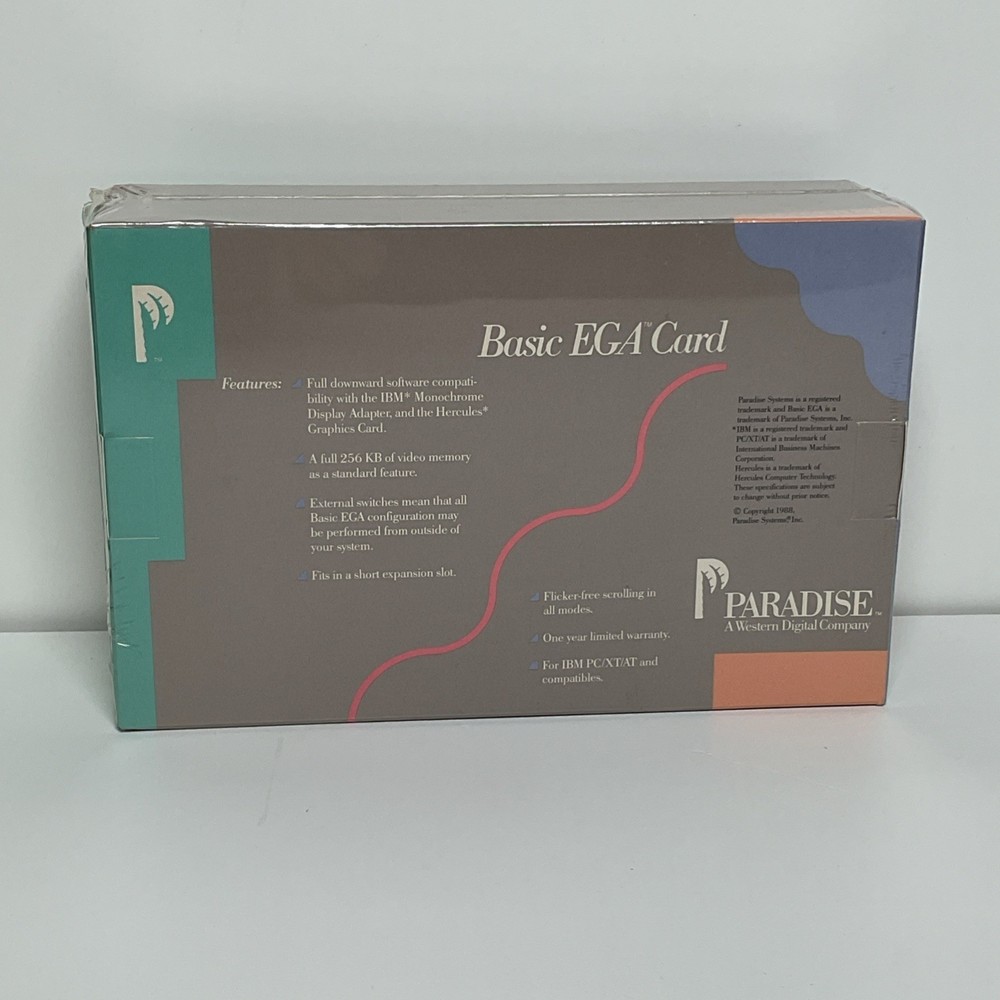 Basic EGA™ Card
Features:
Full downward software compati-
bility with the IBM* Monochrome
Display Adapter, and the Hercules*
Graphics Card.
A full 256 KB of video memory
as a standard feature.
External switches mean that all
Basic EGA configuration may
be performed from outside of
your system.
Fits in a short expansion slot.
Flicker-free scrolling in
all modes.
One year limited warranty.
For IBM PC/XT/AT and
compatibles.
Paradise Systems is a registered
trademark and Basic EGA is a
trademark of Paradise Systems, Inc.
*IBM is a registered trademark and
PC/XT/AT is a trademark of
International Business Machines
Corporation.
Hercules is a trademark of
Hercules Computer Technology.
These specifications are subject
to change without prior notice.
© Copyright 1988,
Paradise Systems® Inc.
PARADISE™
A Western Digital Company